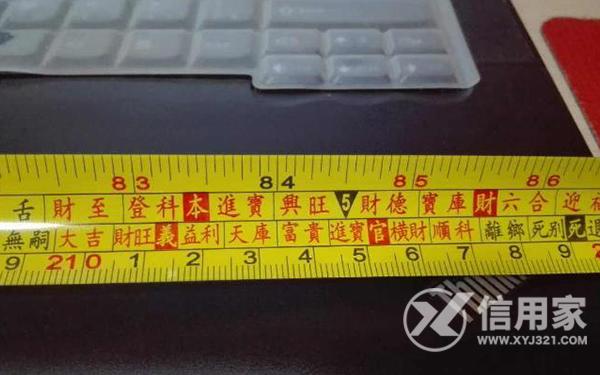 83 84 85 86
舌 財至 登科 本 進寶 興旺 5 財德 寶庫 財 六合 迎福
無嗣 大吉 財旺 義 益利 天庫 富貴 進寶 官 橫財 順科 離鄉 死別 死 退
9 210 1 2 3 4 5 6 7 8 9
信用家
WWW.XYJ321.COM